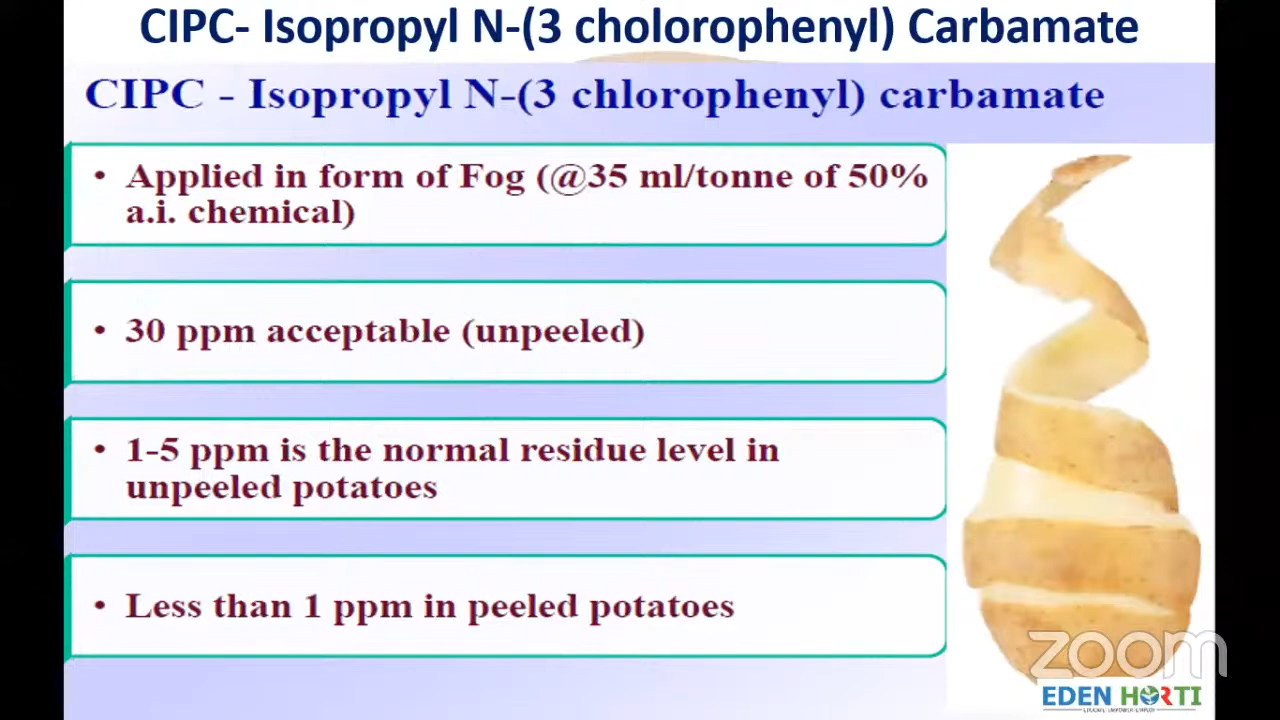 CIPC- Isopropyl N-(3 cholorophenyl) Carbamate
CIPC - Isopropyl N-(3 chlorophenyl) carbamate
• Applied in form of Fog (@35 ml/tonne of 50%
a.i. chemical)
• 30 ppm acceptable (unpeeled)
• 1-5 ppm is the normal residue level in
unpeeled potatoes
• Less than 1 ppm in peeled potatoes
zoom
EDEN HORTI